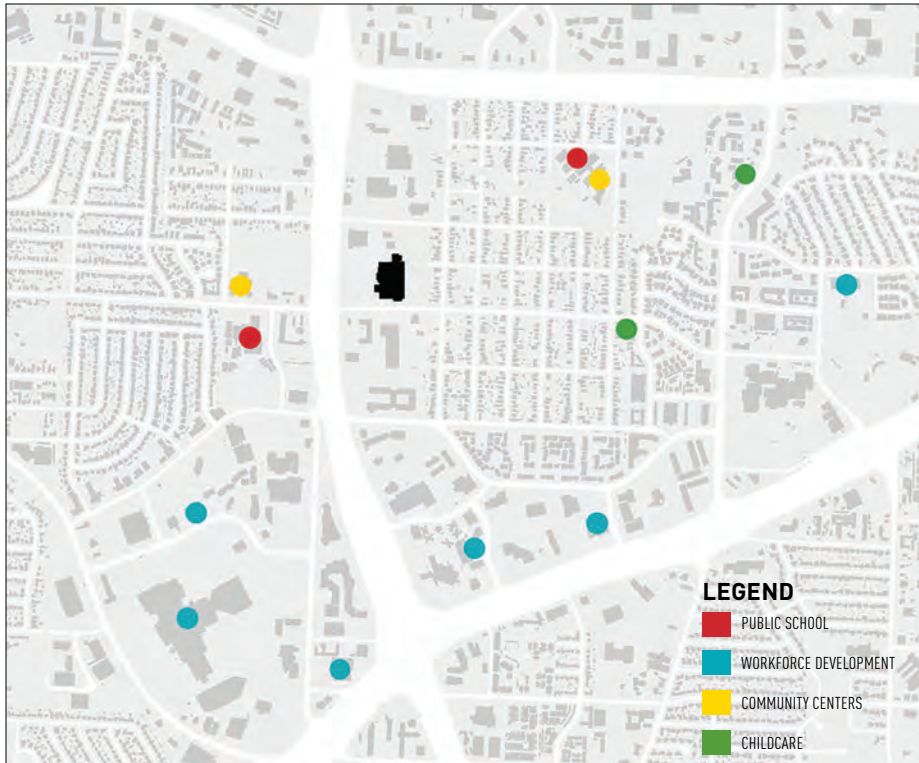 LEGEND
PUBLIC SCHOOL
WORKFORCE DEVELOPMENT
COMMUNITY CENTERS
CHILDCARE